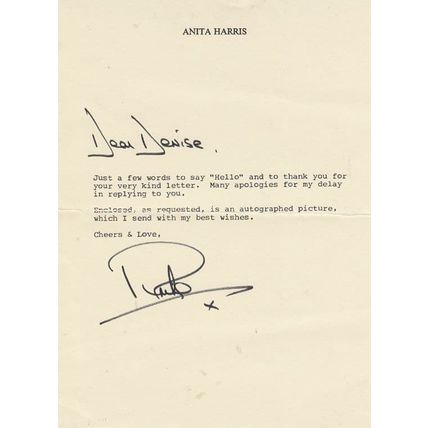 ANITA HARRIS
Dear Denise,
Just a few words to say "Hello" and to thank you for
your very kind letter. Many apologies for my delay
in replying to you.
Enclosed, as requested, is an autographed picture,
which I send with my best wishes.
Cheers & Love,
Anita
x